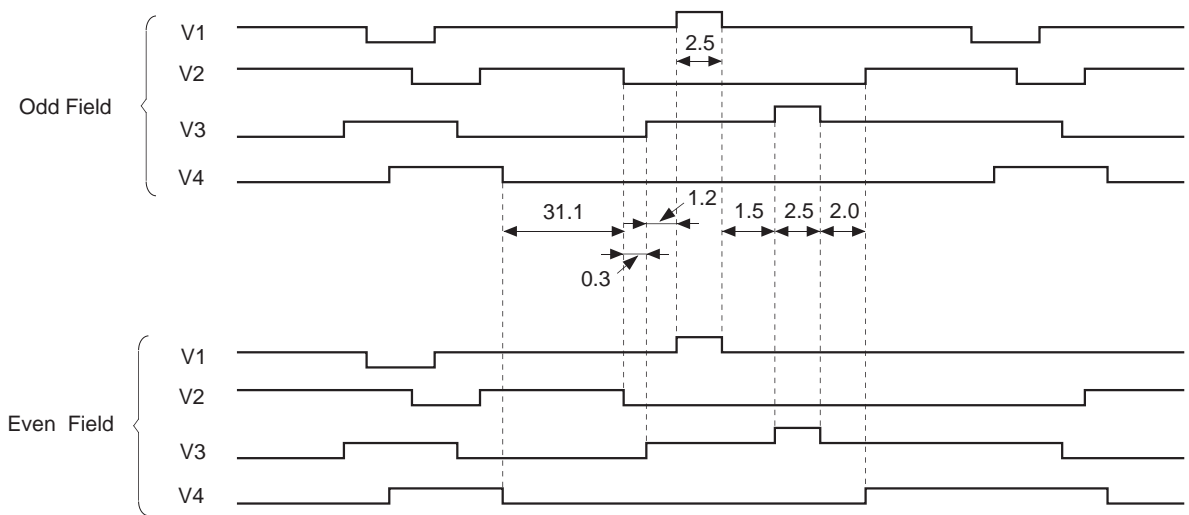 V1
2.5
V2
Odd Field
V3
V4
1.2
31.1
1.5
2.5
2.0
0.3
V1
V2
Even Field
V3
V4